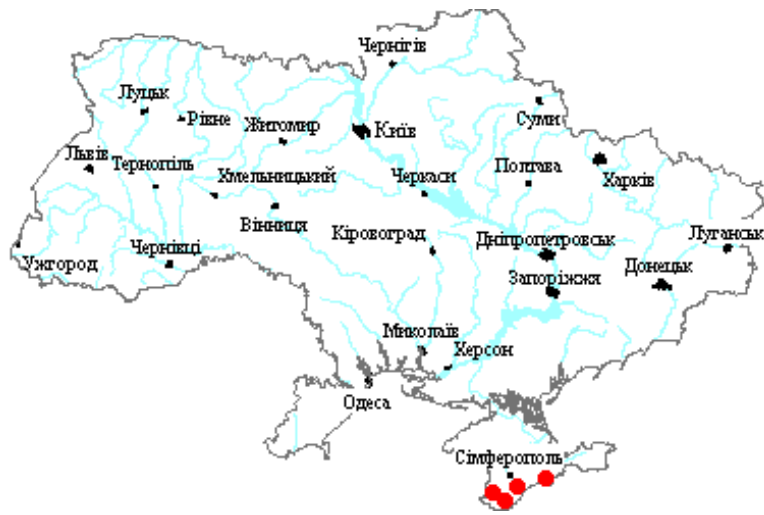 Чернігів
Луцьк
Рівне
Житомир
Київ
Суми
Львів
Тернопіль
Хмельницький
Черкаси
Полтава
Харків
Вінниця
Кіровоград
Дніпропетровськ
Луганськ
Ужгород
Чернівці
Запоріжжя
Донецьк
Миколаїв
Херсон
Одеса
Сімферополь